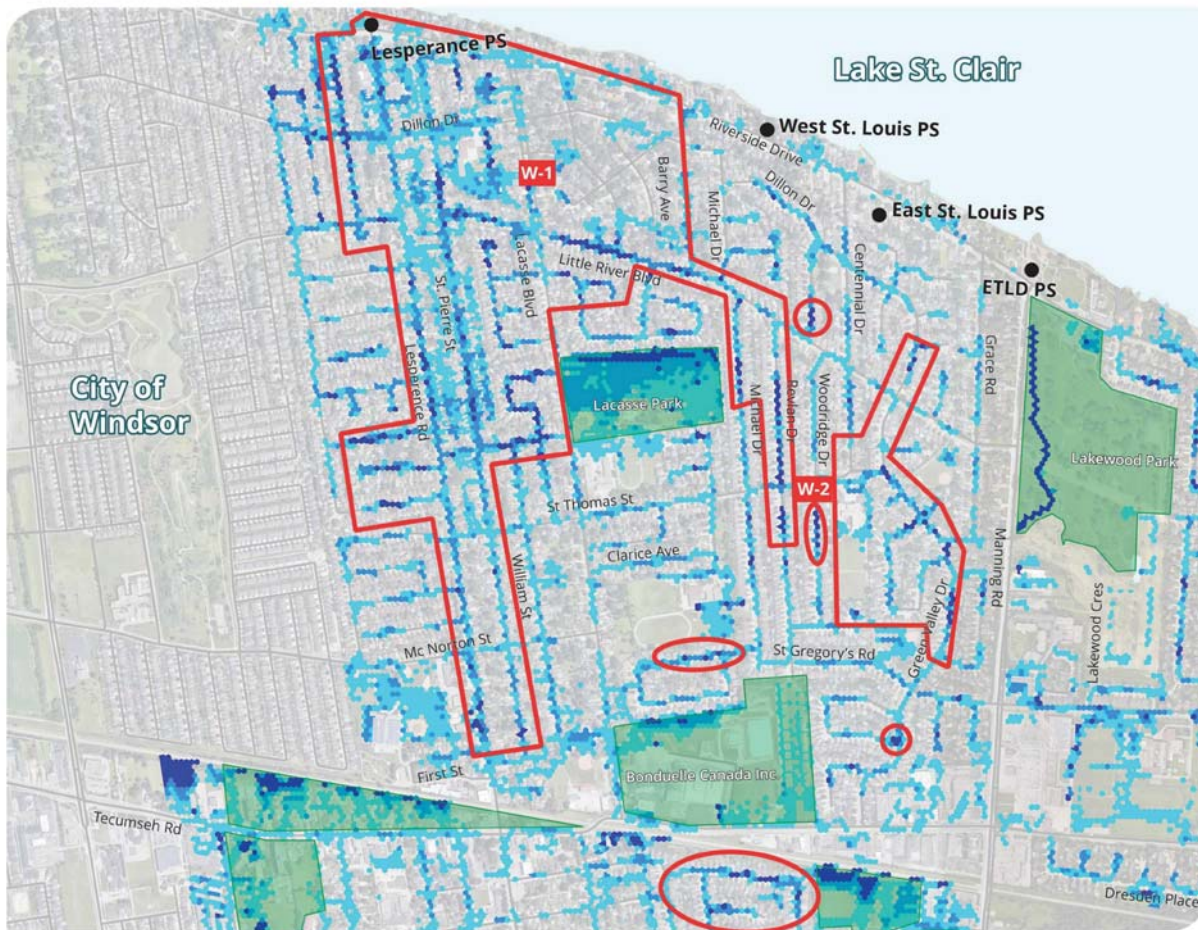 Lesperance PS
Lake St. Clair
Dillon Dr
West St. Louis PS
Riverside Drive
W-1
Barry Ave
Michael Dr
Dillon Dr
East St. Louis PS
Lacasse Blvd
Little River Blvd
Centennial Dr
ETLD PS
St. Pierre St
Grace Rd
City of
Windsor
Lesperence Rd
Lacasse Park
Michael Dr
Revlan Dr
Woodridge Dr
Lakewood Park
W-2
St Thomas St
Clarice Ave
William St
Manning Rd
Green Valley Dr
Lakewood Cres
Mc Norton St
St Gregory's Rd
First St
Bonduelle Canada Inc.
Tecumseh Rd
Dresden Place